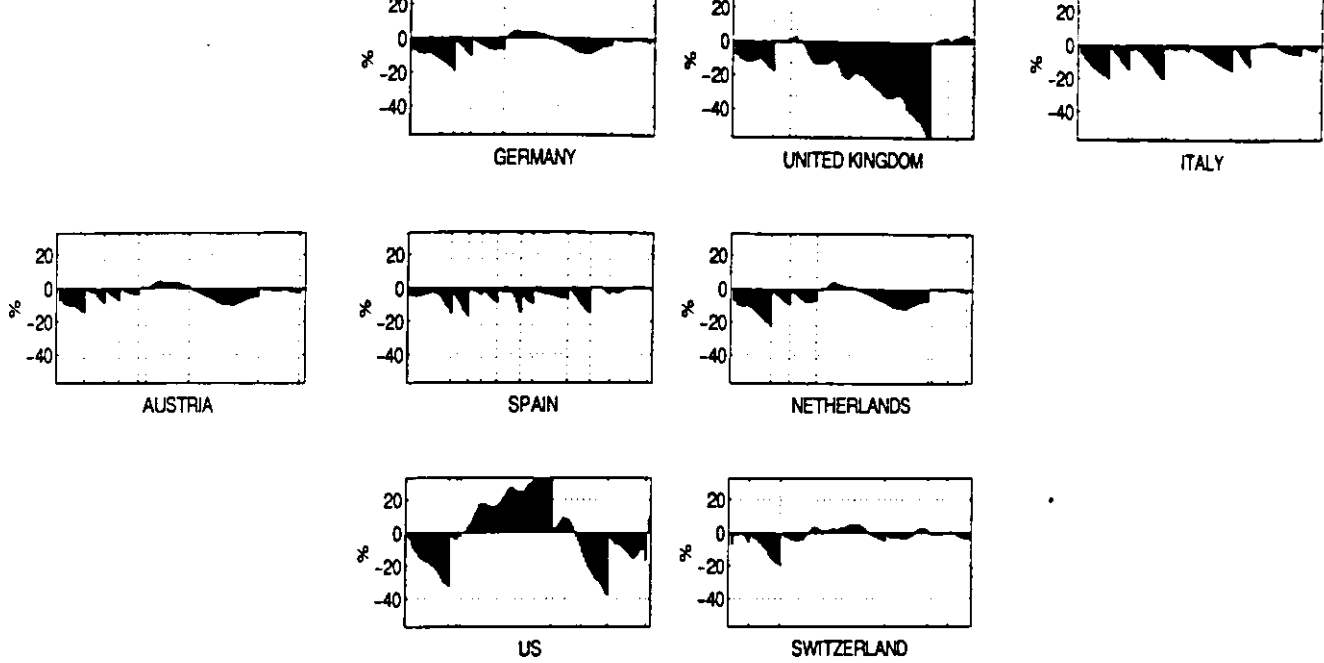 20 20 20
0 0 0
% % %
-20 -20 -20
-40 -40 -40
GERMANY UNITED KINGDOM ITALY
20 20 20
0 0 0
% % %
-20 -20 -20
-40 -40 -40
AUSTRIA SPAIN NETHERLANDS
20 20
0 0
% %
-20 -20
-40 -40
US SWITZERLAND